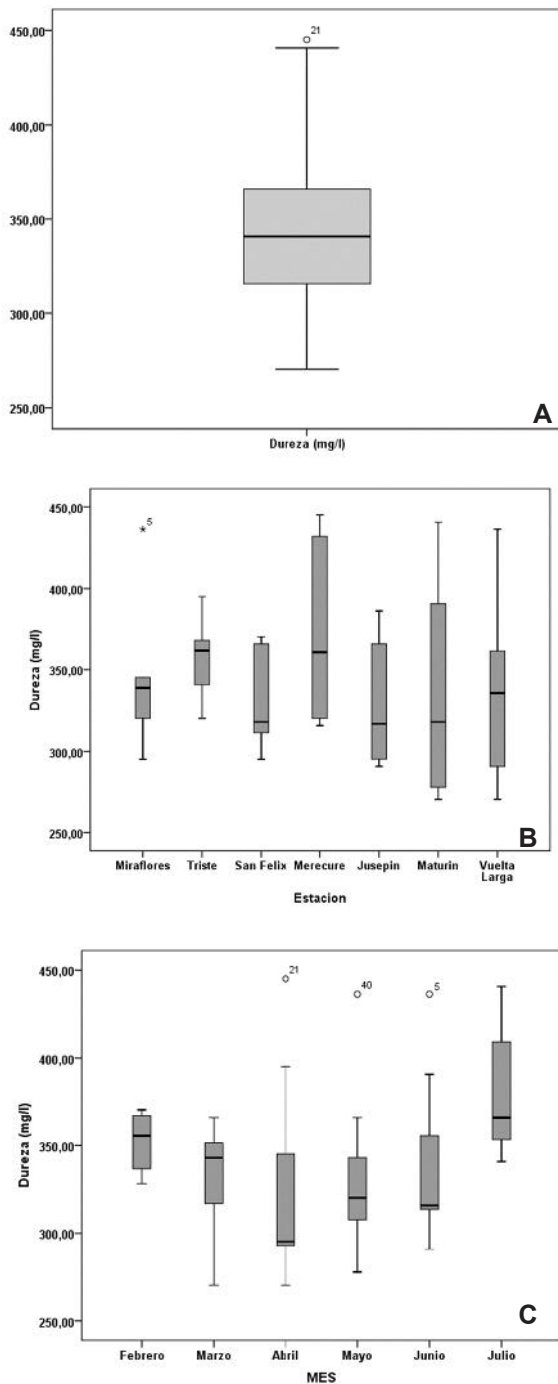 450,00
21
400,00
350,00
300,00
250,00
Dureza (mg/l)
A
450,00
5
400,00
Dureza (mg/l)
350,00
300,00
250,00
B
Miraflores Triste San Felix Merecure Jusepin Maturin Vuelta
Larga
Estacion
450,00
21
40
5
400,00
Dureza (mg/l)
350,00
300,00
250,00
C
Febrero Marzo Abril Mayo Junio Julio
MES